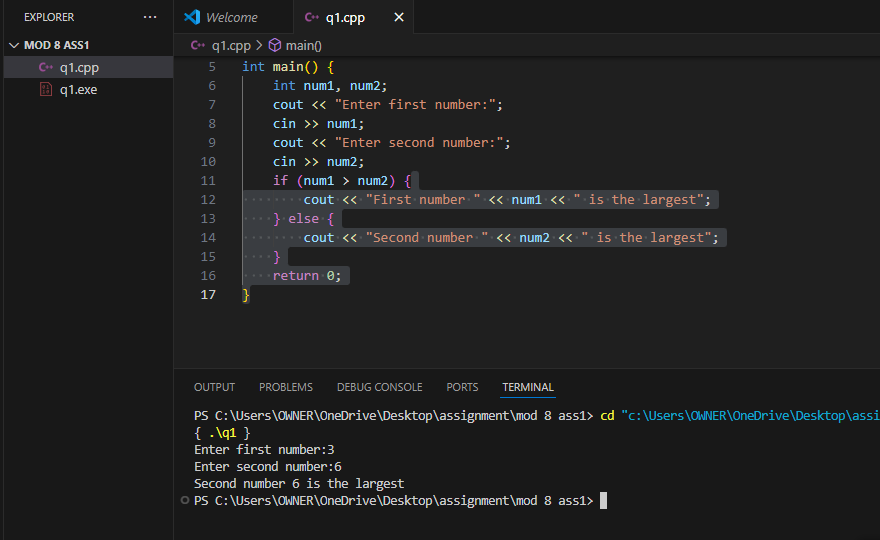 EXPLORER ...
Welcome
C++ q1.cpp
MOD 8 ASS1
C++ q1.cpp > main()
C++ q1.cpp
q1.exe
5 int main() {
6 int num1, num2;
7 cout << "Enter first number:";
8 cin >> num1;
9 cout << "Enter second number:";
10 cin >> num2;
11 if (num1 > num2) {
12 cout << "First number " << num1 << " is the largest";
13 } else {
14 cout << "Second number " << num2 << " is the largest";
15 }
16 return 0;
17 }
OUTPUT PROBLEMS DEBUG CONSOLE PORTS TERMINAL
PS C:\Users\OWNER\OneDrive\Desktop\assignment\mod 8 ass1> cd "c:\Users\OWNER\OneDrive\Desktop\assi
{ .\q1 }
Enter first number:3
Enter second number:6
Second number 6 is the largest
PS C:\Users\OWNER\OneDrive\Desktop\assignment\mod 8 ass1>